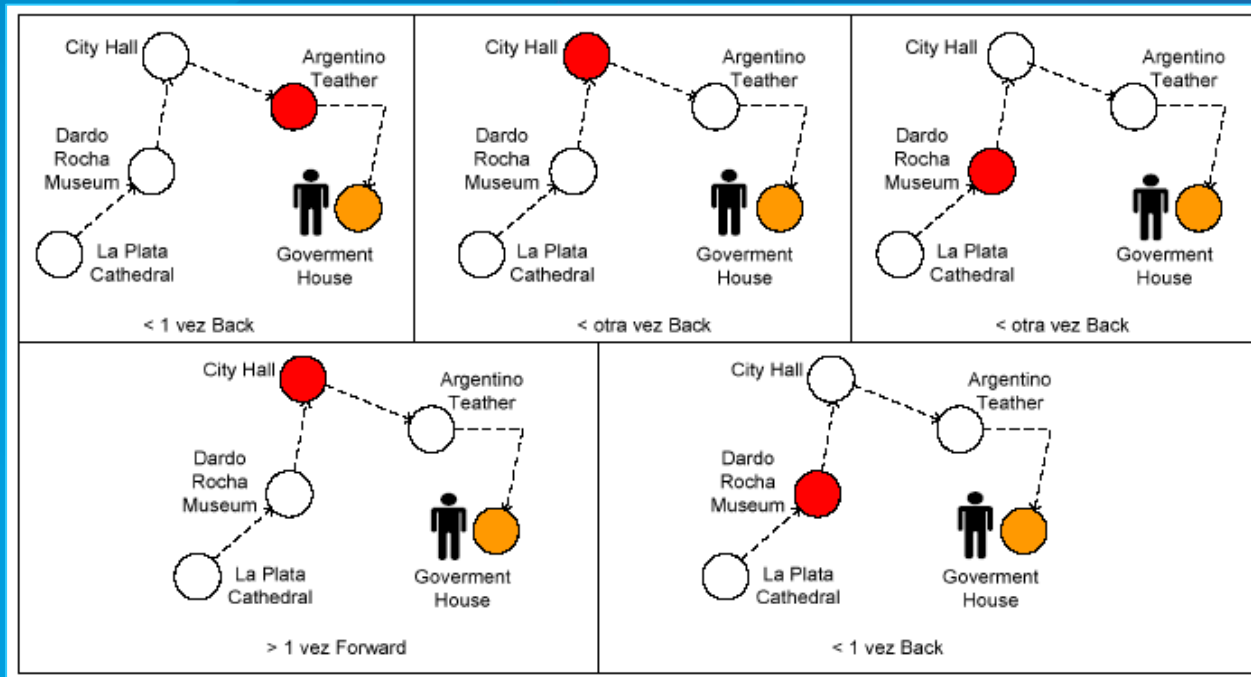 City Hall
Argentino
Teather
Dardo
Rocha
Museum
La Plata
Cathedral
Goverment
House
< 1 vez Back
City Hall
Argentino
Teather
Dardo
Rocha
Museum
La Plata
Cathedral
Goverment
House
< otra vez Back
City Hall
Argentino
Teather
Dardo
Rocha
Museum
La Plata
Cathedral
Goverment
House
< otra vez Back
City Hall
Argentino
Teather
Dardo
Rocha
Museum
La Plata
Cathedral
Goverment
House
> 1 vez Forward
City Hall
Argentino
Teather
Dardo
Rocha
Museum
La Plata
Cathedral
Goverment
House
< 1 vez Back